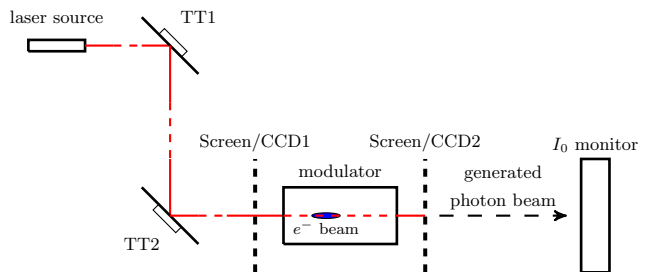 laser source
TT1
Screen/CCD1
Screen/CCD2
I₀ monitor
modulator
generated
photon beam
e⁻ beam
TT2